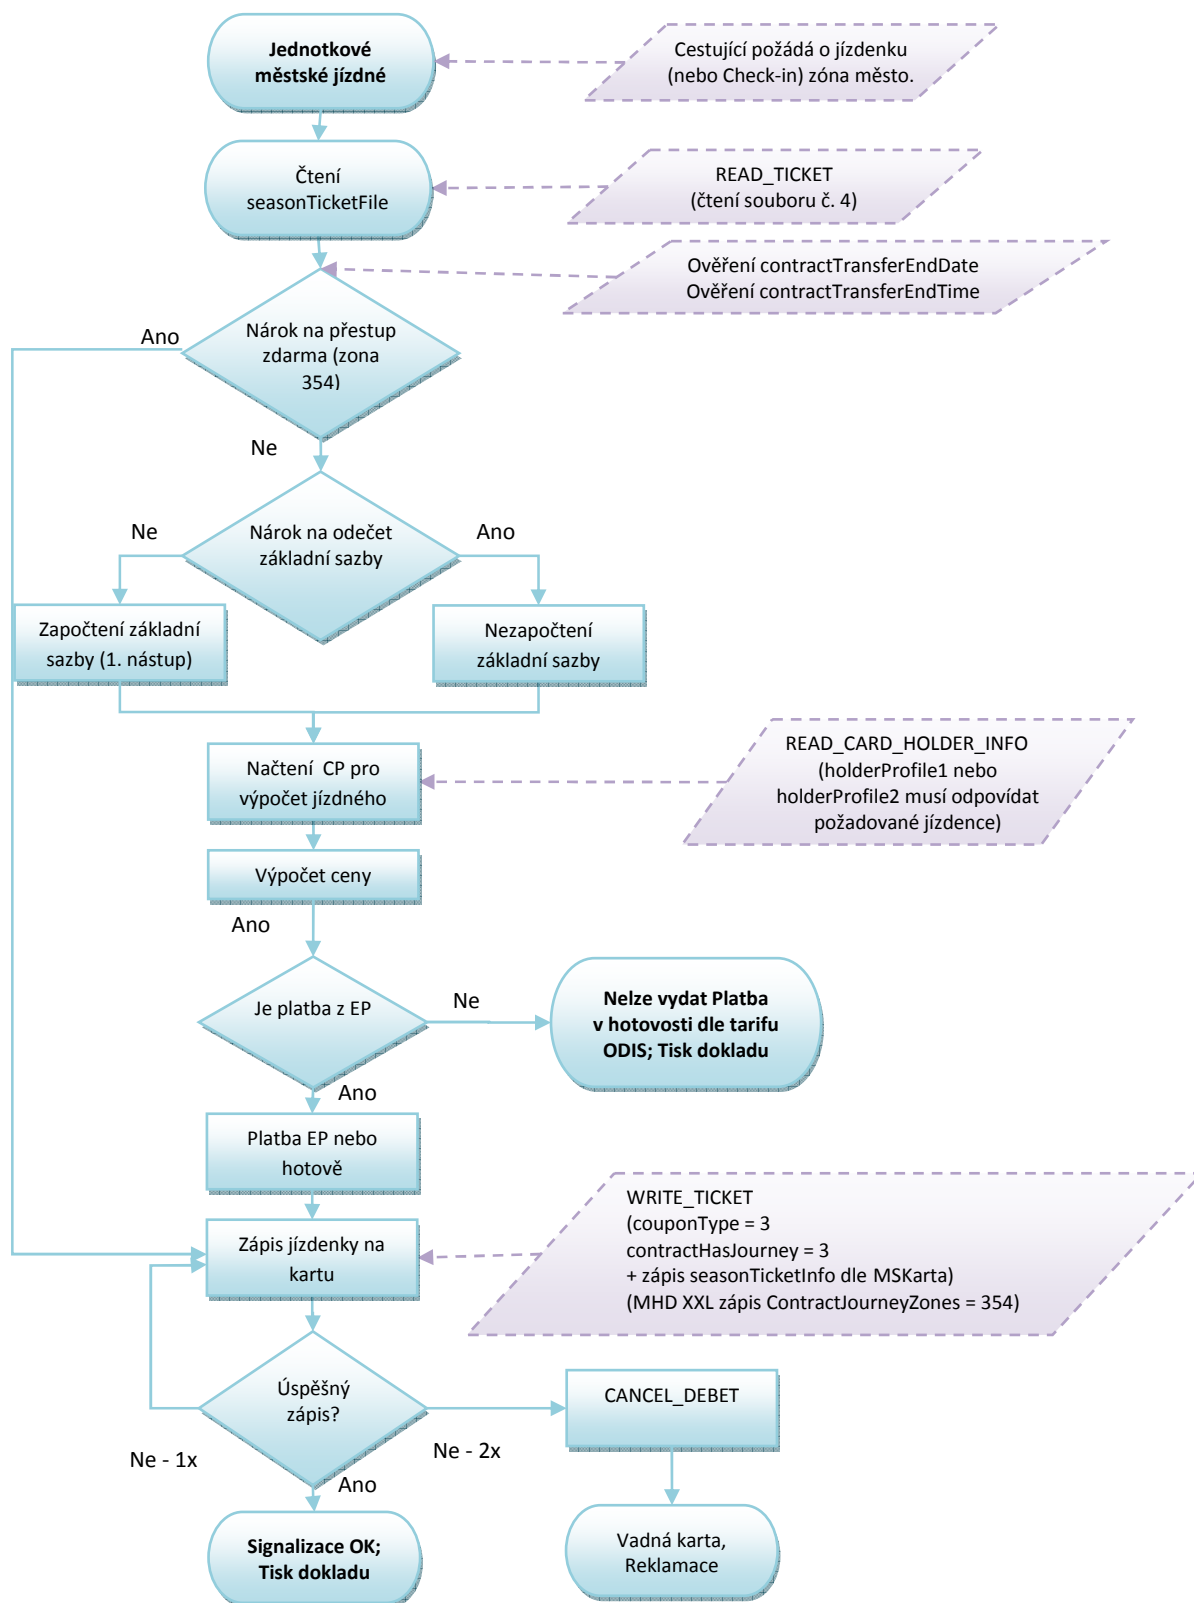 Jednotkové
městské jízdné
Cestující požádá o jízdenku
(nebo Check-in) zóna město.
Čtení
seasonTicketFile
READ_TICKET
(čtení souboru č. 4)
Ověření contractTransferEndDate
Ověření contractTransferEndTime
Ano
Nárok na přestup
zdarma (zona
354)
Ne
Ne
Nárok na odečet
základní sazby
Ano
Započtení základní
sazby (1. nástup)
Nezapočtení
základní sazby
Načtení  CP pro
výpočet jízdného
READ_CARD_HOLDER_INFO
(holderProfile1 nebo
holderProfile2 musí odpovídat
požadované jízdence)
Výpočet ceny
Ano
Je platba z EP
Ne
Nelze vydat Platba
v hotovosti dle tarifu
ODIS; Tisk dokladu
Ano
Platba EP nebo
hotově
Zápis jízdenky na
kartu
WRITE_TICKET
(couponType = 3
contractHasJourney = 3
+ zápis seasonTicketInfo dle MSKarta)
(MHD XXL zápis ContractJourneyZones = 354)
Úspěšný
zápis?
CANCEL_DEBET
Ne - 1x
Ne - 2x
Ano
Signalizace OK;
Tisk dokladu
Vadná karta,
Reklamace